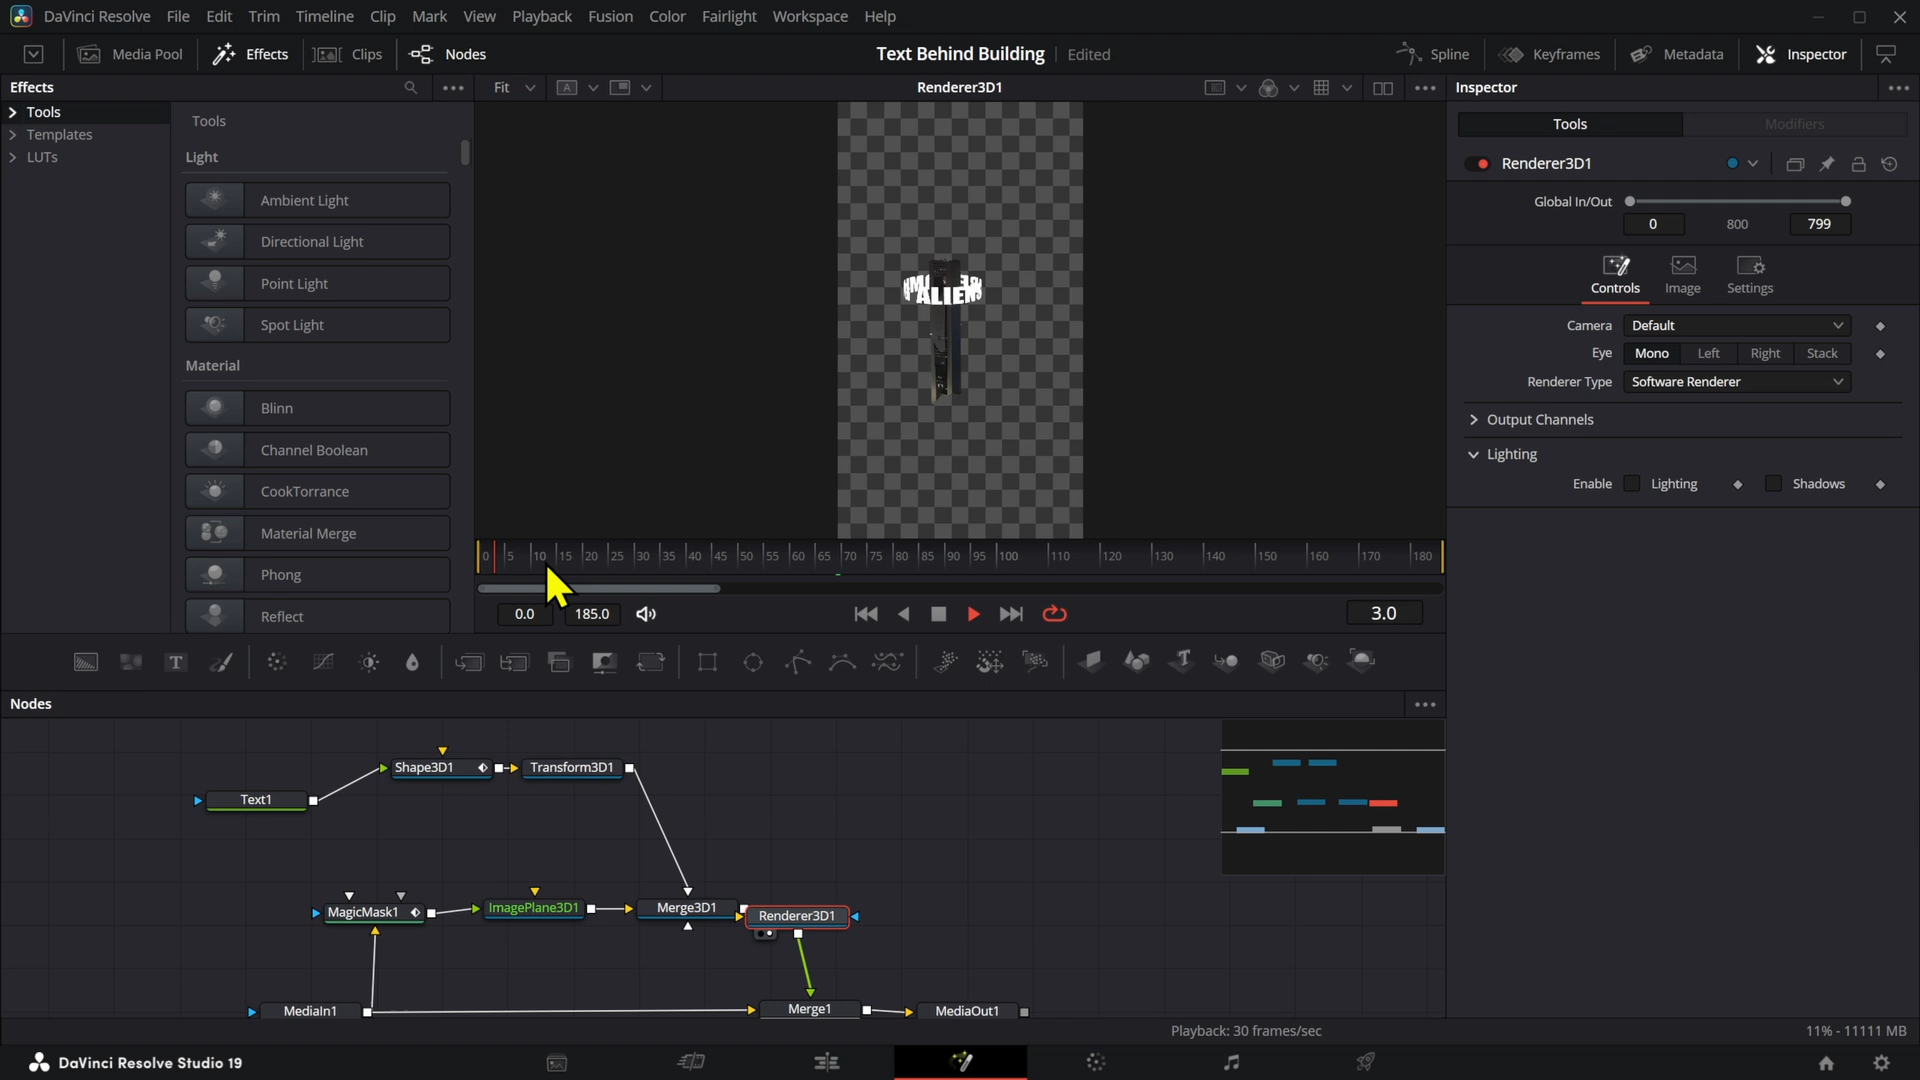 DaVinci Resolve File Edit Trim Timeline Clip Mark View Playback Fusion Color Fairlight Workspace Help
Media Pool Effects Clips Nodes Text Behind Building Edited Spline Keyframes Metadata Inspector
Effects Fit A Renderer3D1 Inspector
Tools
Templates
LUTs
Tools
Light
Ambient Light
Directional Light
Point Light
Spot Light
Material
Blinn
Channel Boolean
CookTorrance
Material Merge
Phong
Reflect
ALIENS
0 5 10 15 20 25 30 35 40 45 50 55 60 65 70 75 80 85 90 95 100 110 120 130 140 150 160 170 180
0.0 185.0 3.0
Tools Modifiers
Renderer3D1
Global In/Out
0 800 799
Controls Image Settings
Camera Default
Eye Mono Left Right Stack
Renderer Type Software Renderer
Output Channels
Lighting
Enable Lighting Shadows
T T
Nodes
Shape3D1 Transform3D1
Text1
MagicMask1 ImagePlane3D1 Merge3D1 Renderer3D1
MediaIn1 Merge1 MediaOut1
Playback: 30 frames/sec 11% - 11111 MB
DaVinci Resolve Studio 19